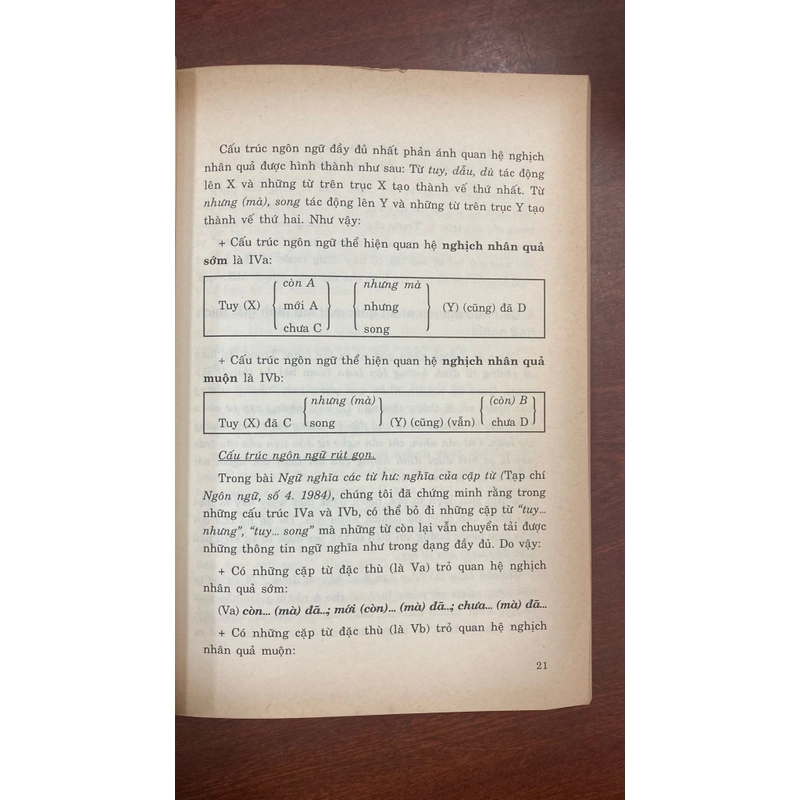 Cấu trúc ngôn ngữ đầy đủ nhất phản ánh quan hệ nghịch
nhân quả được hình thành như sau: Từ tuy, dẫu, dù tác động
lên X và những từ trên trục X tạo thành vế thứ nhất. Từ
nhưng (mà), song tác động lên Y và những từ trên trục Y tạo
thành vế thứ hai. Như vậy:
+ Cấu trúc ngôn ngữ thể hiện quan hệ nghịch nhân quả
sớm là IVa:
còn A nhưng mà
Tuy (X) mới A nhưng (Y) (cũng) đã D
chưa C song
+ Cấu trúc ngôn ngữ thể hiện quan hệ nghịch nhân quả
muộn là IVb:
nhưng (mà) (còn) B
Tuy (X) đã C song (Y) (cũng) (vẫn) chưa D
Cấu trúc ngôn ngữ rút gọn.
Trong bài Ngữ nghĩa các từ hư: nghĩa của cặp từ (Tạp chí
Ngôn ngữ, số 4. 1984), chúng tôi đã chứng minh rằng trong
những cấu trúc IVa và IVb, có thể bỏ đi những cặp từ “tuy...
nhưng”, “tuy... song” mà những từ còn lại vẫn chuyển tải được
những thông tin ngữ nghĩa như trong dạng đầy đủ. Do vậy:
+ Có những cặp từ đặc thù (là Va) trỏ quan hệ nghịch
nhân quả sớm:
(Va) còn... (mà) đã...; mới (còn)... (mà) đã...; chưa... (mà) đã...
+ Có những cặp từ đặc thù (là Vb) trỏ quan hệ nghịch
nhân quả muộn:
21